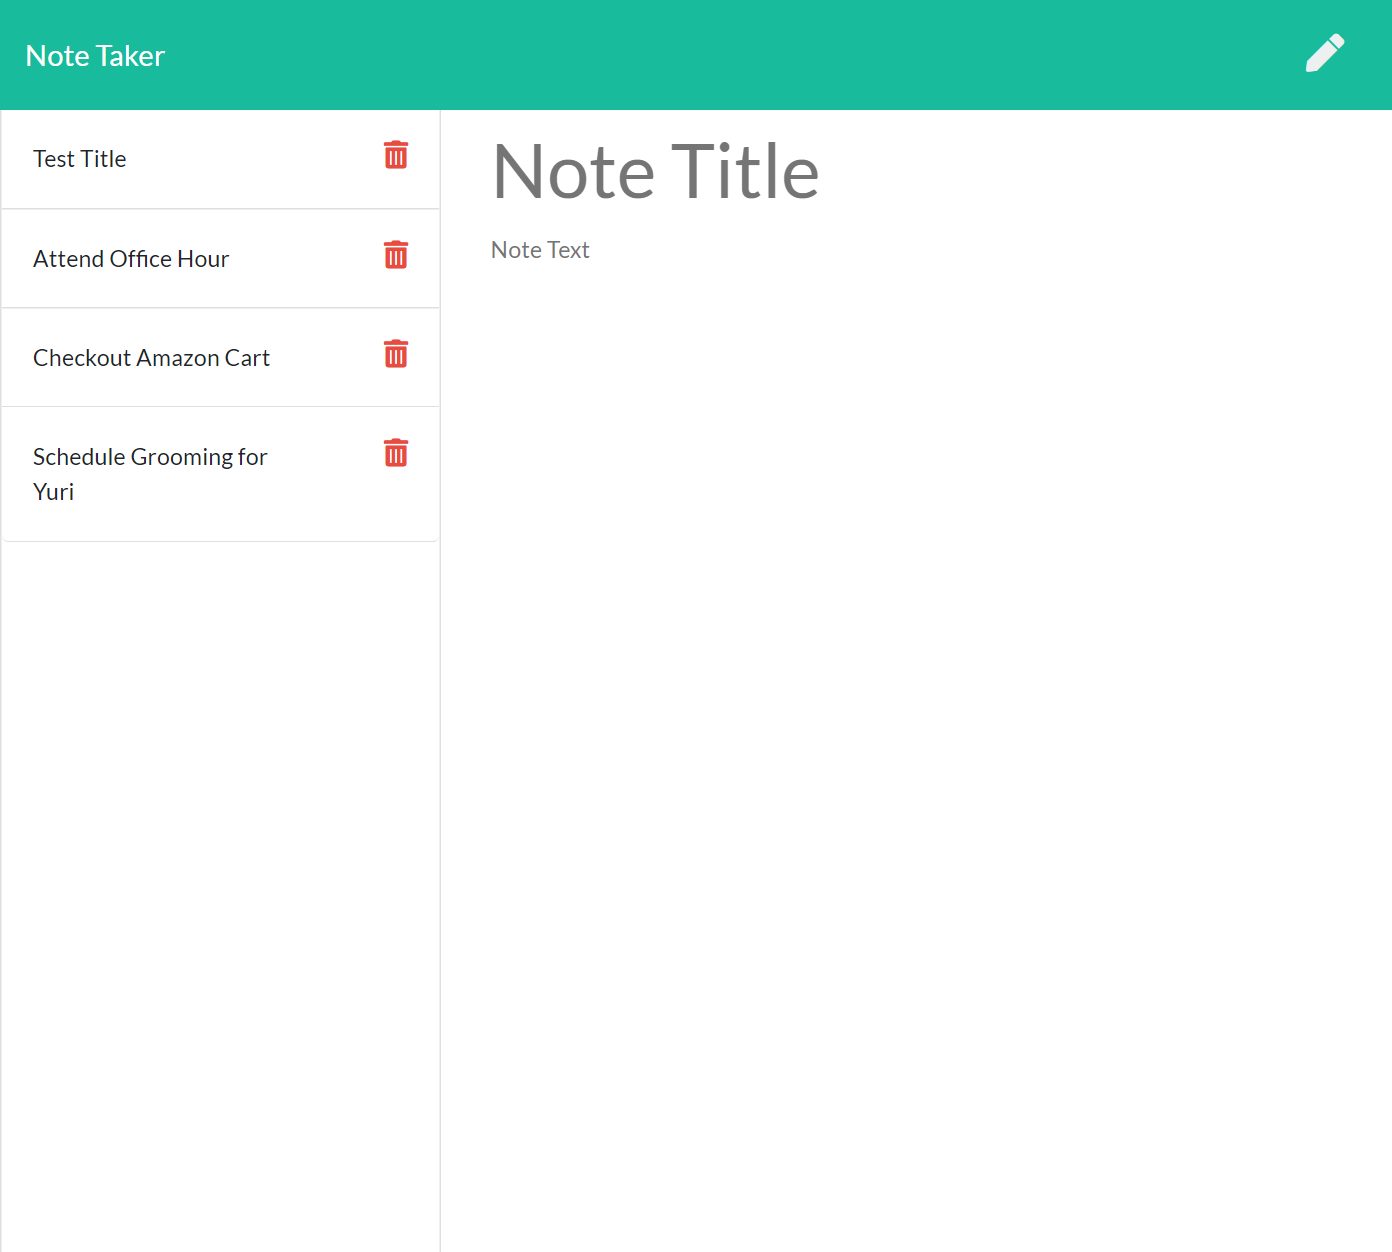 Note Taker
Test Title
Attend Office Hour
Checkout Amazon Cart
Schedule Grooming for
Yuri
Note Title
Note Text